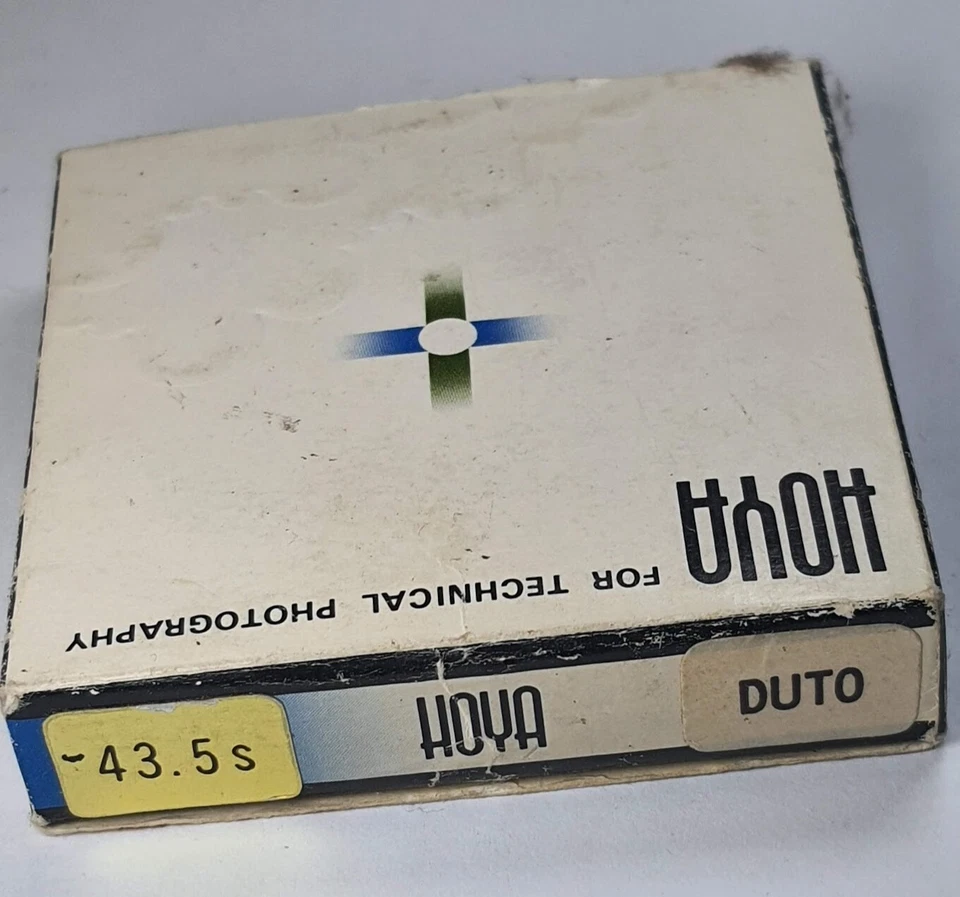 HOYA FOR TECHNICAL PHOTOGRAPHY
-43.5s HOYA DUTO